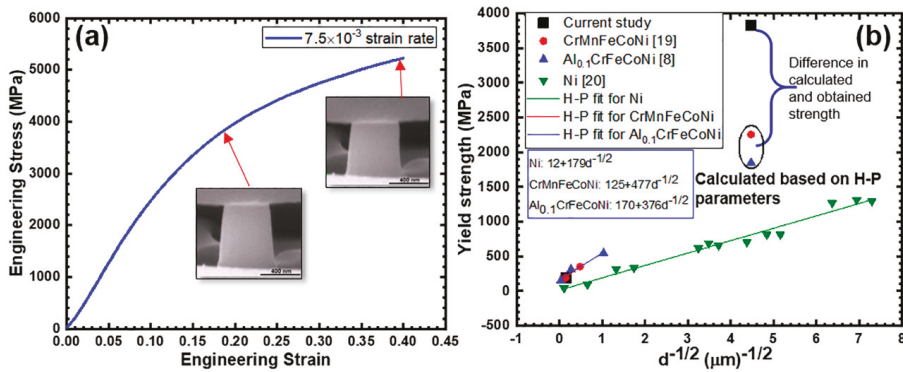 (a)
7.5×10⁻³ strain rate
Engineering Stress (MPa)
6000
5000
4000
3000
2000
1000
0
400 nm
400 nm
0.00 0.05 0.10 0.15 0.20 0.25 0.30 0.35 0.40 0.45
Engineering Strain
(b)
Yield strength (MPa)
4000
3500
3000
2500
2000
1500
1000
500
0
-500
Current study
CrMnFeCoNi [19]
Al₀.₁CrFeCoNi [8]
Ni [20]
H-P fit for Ni
H-P fit for CrMnFeCoNi
H-P fit for Al₀.₁CrFeCoNi
Ni: 12+179d⁻¹/²
CrMnFeCoNi: 125+477d⁻¹/²
Al₀.₁CrFeCoNi: 170+376d⁻¹/²
Difference in
calculated
and obtained
strength
Calculated based on H-P
parameters
-1 0 1 2 3 4 5 6 7 8
d⁻¹/² (μm)⁻¹/²